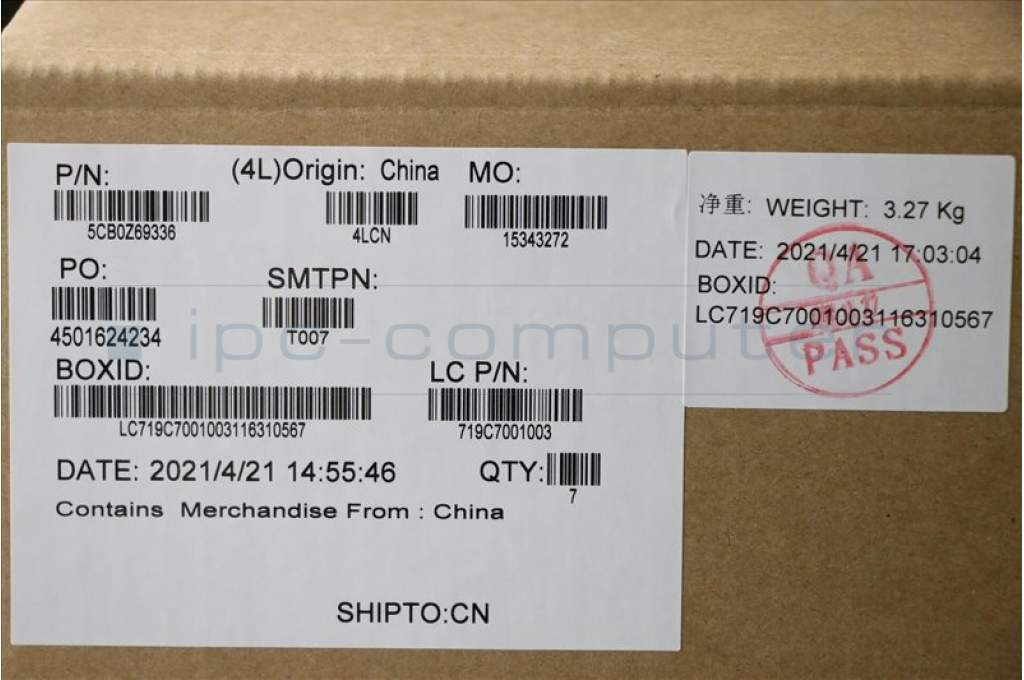 P/N:
5CB0Z69336
(4L)Origin: China
4LCN
MO:
15343272
PO:
4501624234
SMTPN:
T007
BOXID:
LC719C7001003116310567
LC P/N:
719C7001003
DATE: 2021/4/21 14:55:46
QTY:
7
Contains Merchandise From : China
SHIPTO:CN
净重: WEIGHT: 3.27 Kg
DATE: 2021/4/21 17:03:04
BOXID:
LC719C7001003116310567
QA
PASS
ipc-compute